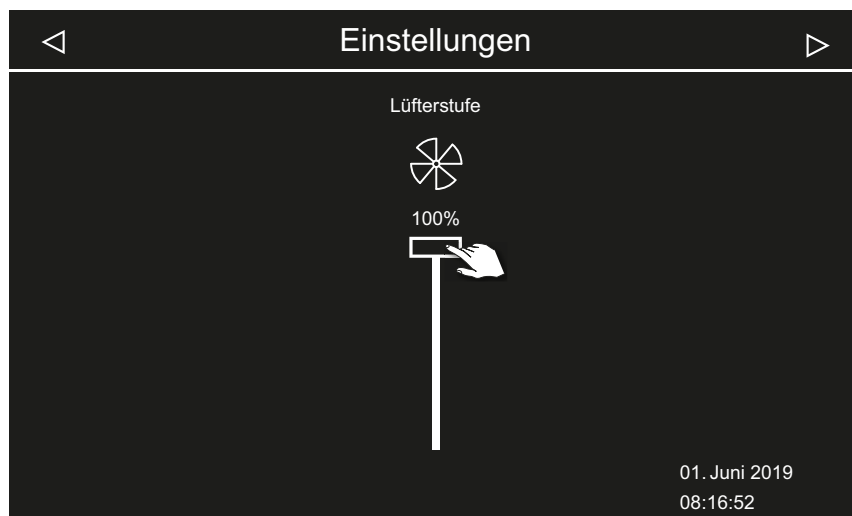 Einstellungen
Lüfterstufe
100%
01. Juni 2019
08:16:52